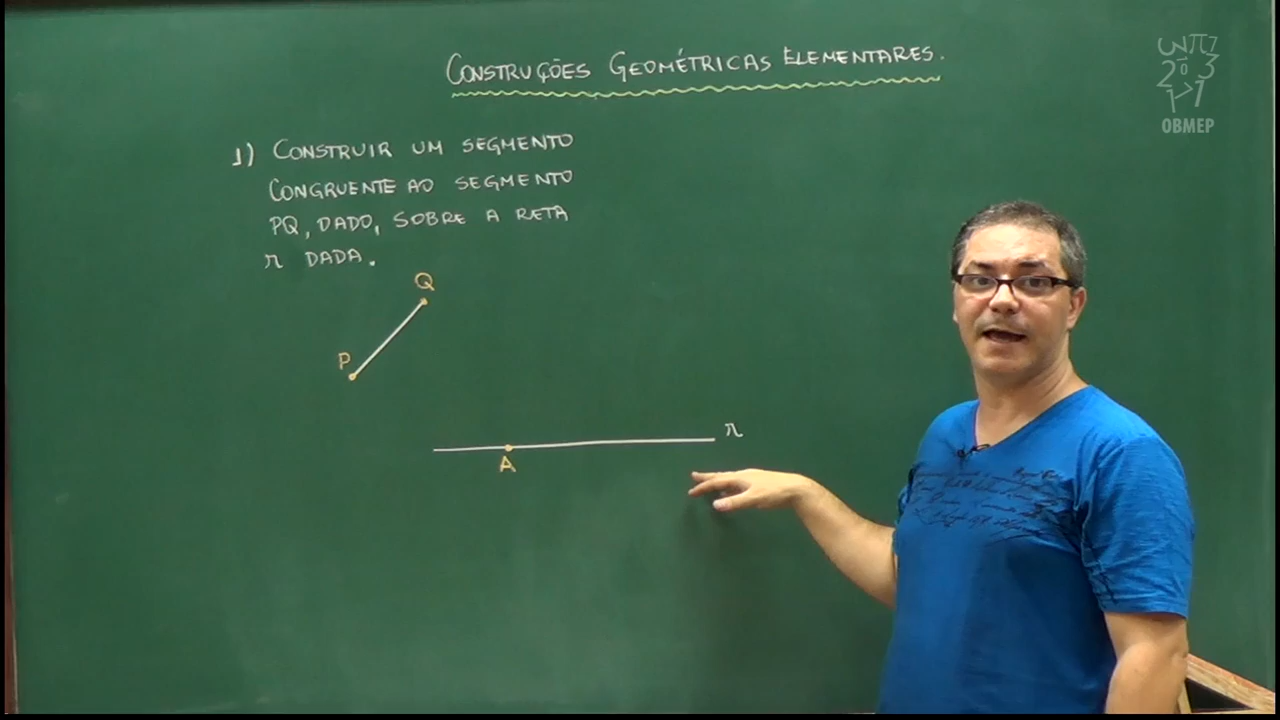 CONSTRUÇÕES GEOMÉTRICAS ELEMENTARES.
OBMEP
1) CONSTRUIR UM SEGMENTO
CONGRUENTE AO SEGMENTO
PQ, DADO, SOBRE A RETA
r DADA.
Q
P
r
A